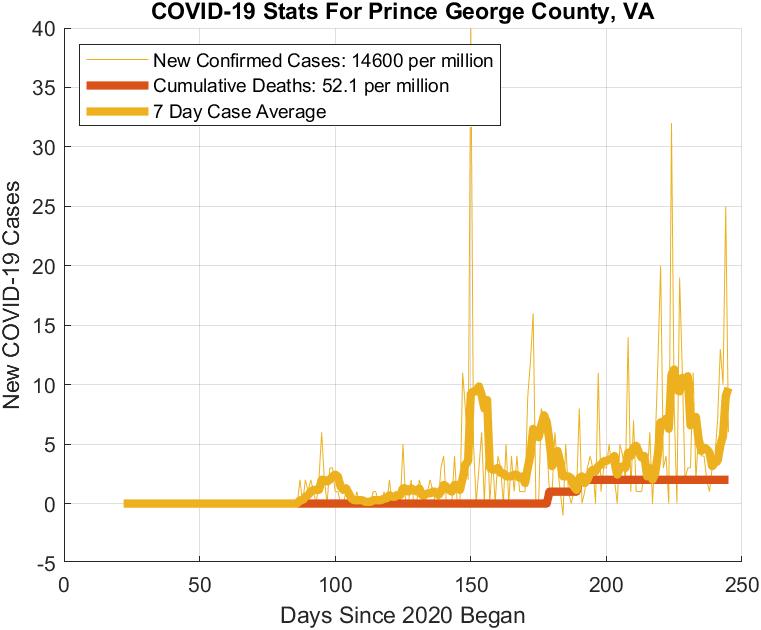 COVID-19 Stats For Prince George County, VA
New Confirmed Cases: 14600 per million
Cumulative Deaths: 52.1 per million
7 Day Case Average
New COVID-19 Cases
40
35
30
25
20
15
10
5
0
-5
0 50 100 150 200 250
Days Since 2020 Began